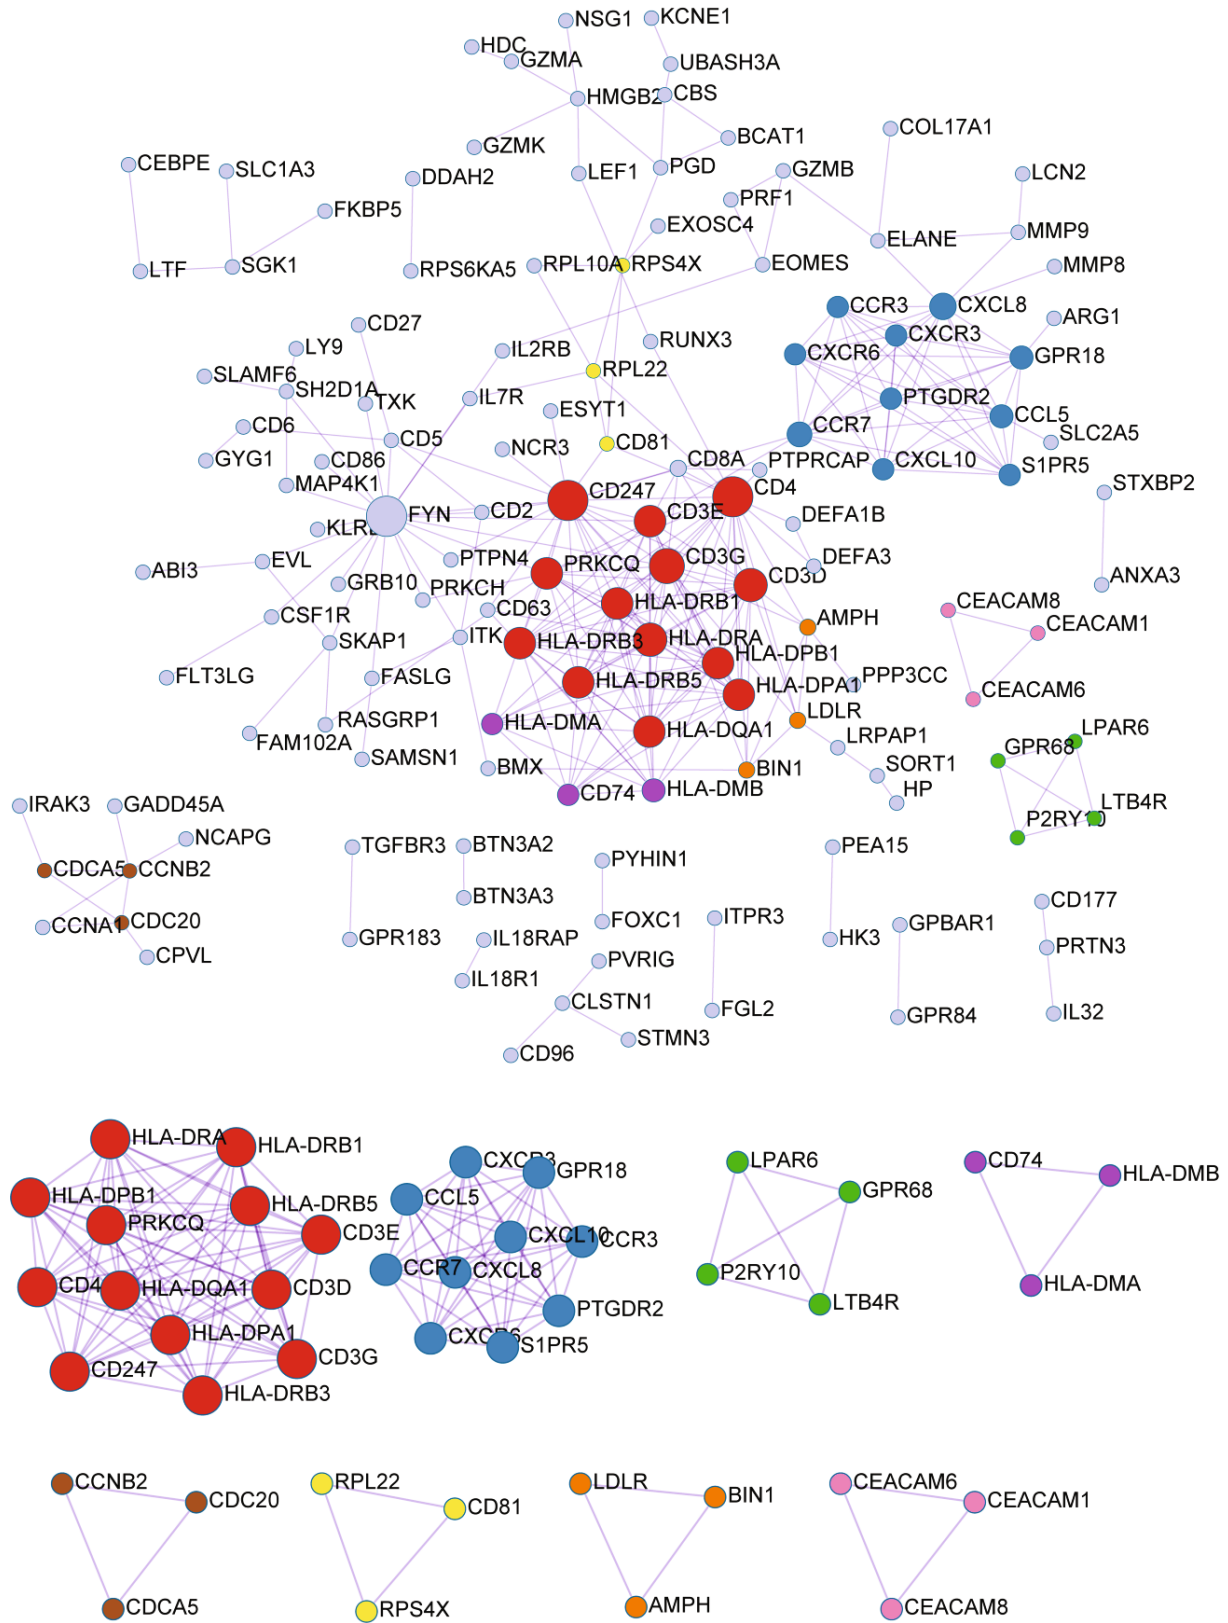 NSG1
KCNE1
HDC
GZMA
UBASH3A
HMGB2
CBS
COL17A1
BCAT1
GZMK
CEBPE
SLC1A3
DDAH2
LEF1
PGD
GZMB
LCN2
PRF1
FKBP5
EXOSC4
ELANE
MMP9
LTF
SGK1
RPS6KA5
RPL10A
RPS4X
EOMES
MMP8
CCR3
CXCL8
ARG1
CD27
CXCR3
LY9
IL2RB
RUNX3
CXCR6
GPR18
SLAMF6
SH2D1A
RPL22
TXK
IL7R
PTGDR2
ESYT1
CCL5
CD6
CD5
NCR3
CD81
CCR7
SLC2A5
GYG1
CD86
CD8A
PTPRCAP
CXCL10
S1PR5
MAP4K1
CD247
CD4
STXBP2
FYN
CD2
CD3E
DEFA1B
EVL
PTPN4
CD3G
DEFA3
ABI3
PRKCQ
CD3D
ANXA3
GRB10
PRKCH
HLA-DRB1
CEACAM8
CSF1R
CD63
AMPH
CEACAM1
SKAP1
ITK
HLA-DRB3
HLA-DRA
HLA-DPB1
FLT3LG
FASLG
HLA-DRB5
HLA-DPA1
PPP3CC
CEACAM6
RASGRP1
HLA-DMA
LDLR
FAM102A
HLA-DQA1
LRPAP1
LPAR6
SAMSN1
BMX
BIN1
GPR68
CD74
HLA-DMB
SORT1
HP
IRAK3
GADD45A
LTB4R
P2RY10
NCAPG
TGFBR3
BTN3A2
PYHIN1
PEA15
CDCA5
CCNB2
BTN3A3
CD177
CCNA1
CDC20
FOXC1
ITPR3
GPBAR1
GPR183
IL18RAP
HK3
PRTN3
CPVL
PVRIG
IL18R1
CLSTN1
FGL2
GPR84
IL32
STMN3
CD96
HLA-DRA
HLA-DRB1
GPR18
LPAR6
CD74
HLA-DMB
HLA-DPB1
HLA-DRB5
CCL5
GPR68
PRKCQ
CD3E
CXCL10
CCR3
CD4
HLA-DQA1
CD3D
CCR7
CXCL8
P2RY10
HLA-DMA
HLA-DPA1
PTGDR2
LTB4R
CD247
CD3G
S1PR5
HLA-DRB3
CCNB2
CDC20
RPL22
CD81
LDLR
BIN1
CEACAM6
CEACAM1
CDCA5
RPS4X
AMPH
CEACAM8